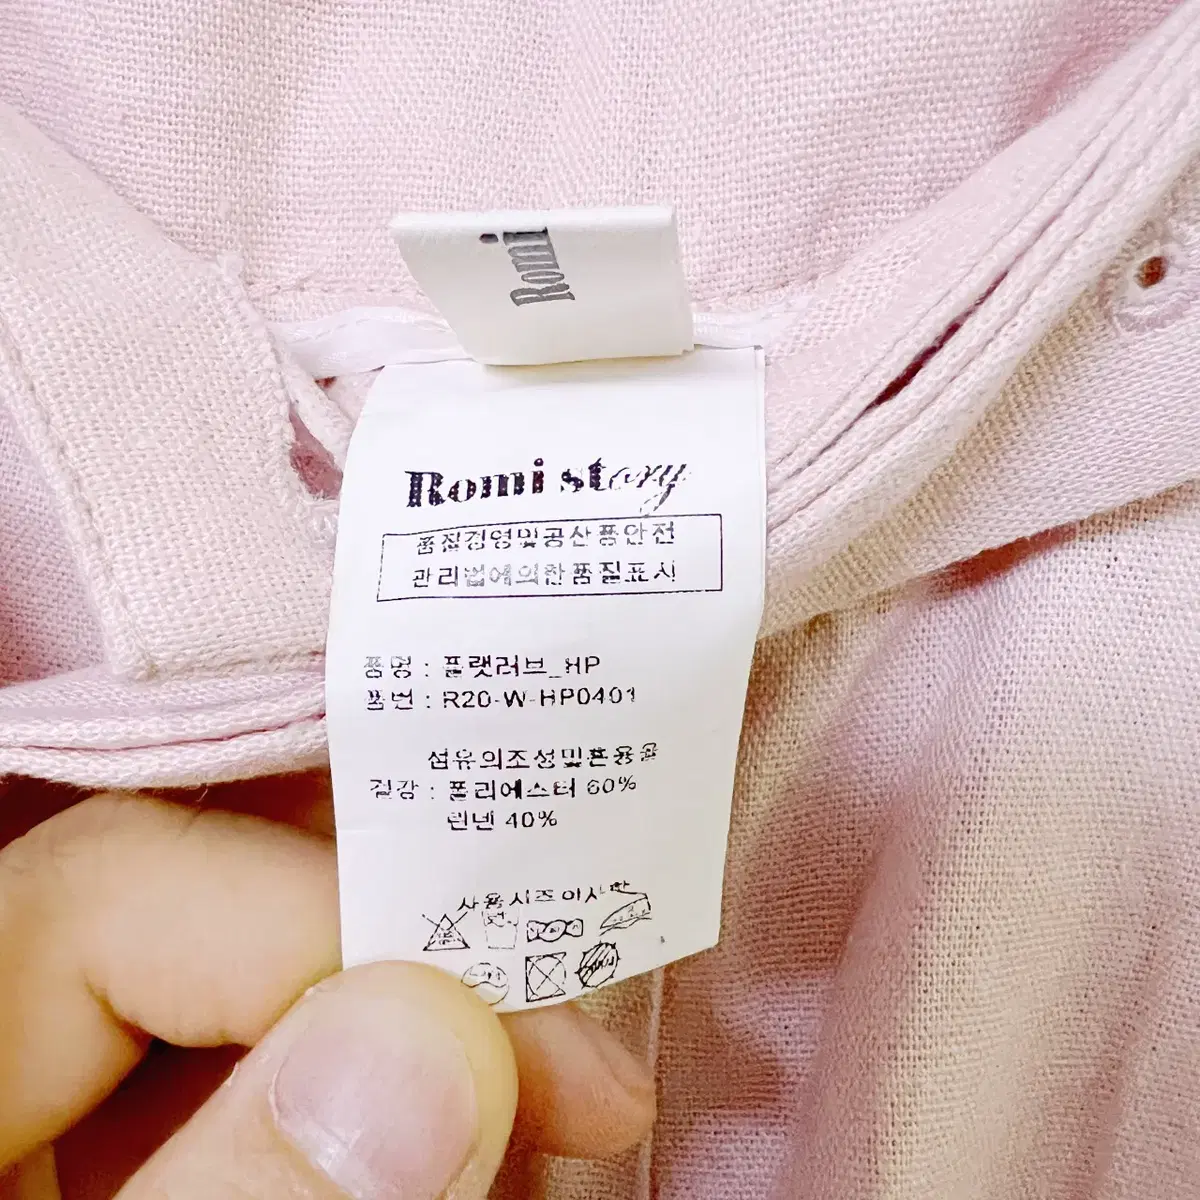 Romi
Romi story
품질경영및공산품안전
관리법에의한품질표시
품명 : 플랫러브_HP
품번 : R20-W-HP0401
섬유의조성및혼용율
겉감 : 폴리에스터 60%
린넨 40%